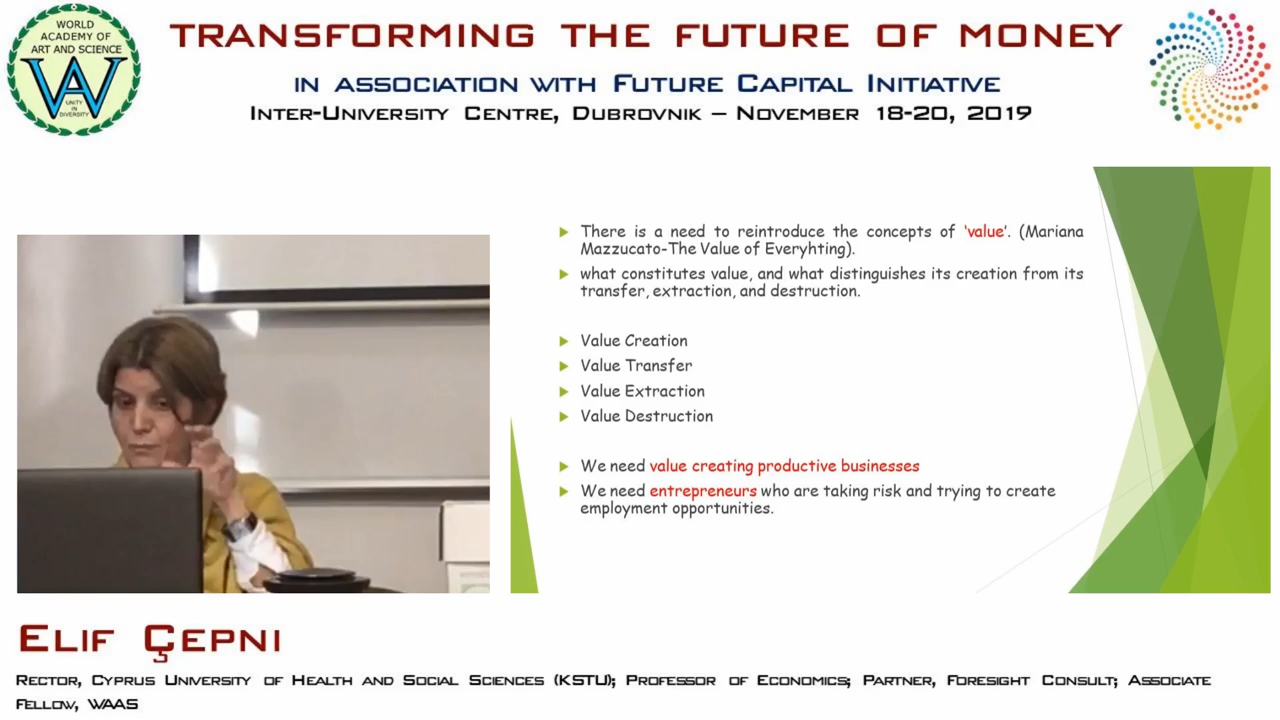 WORLD
ACADEMY OF
ART AND SCIENCE
WA
UNITY
IN
DIVERSITY
TRANSFORMING THE FUTURE OF MONEY
IN ASSOCIATION WITH FUTURE CAPITAL INITIATIVE
INTER-UNIVERSITY CENTRE, DUBROVNIK – NOVEMBER 18-20, 2019
There is a need to reintroduce the concepts of ‘value’. (Mariana
Mazzucato-The Value of Everyhting).
what constitutes value, and what distinguishes its creation from its
transfer, extraction, and destruction.
Value Creation
Value Transfer
Value Extraction
Value Destruction
We need value creating productive businesses
We need entrepreneurs who are taking risk and trying to create
employment opportunities.
ELIF ÇEPNI
RECTOR, CYPRUS UNIVERSITY OF HEALTH AND SOCIAL SCIENCES (KSTU); PROFESSOR OF ECONOMICS; PARTNER, FORESIGHT CONSULT; ASSOCIATE
FELLOW, WAAS